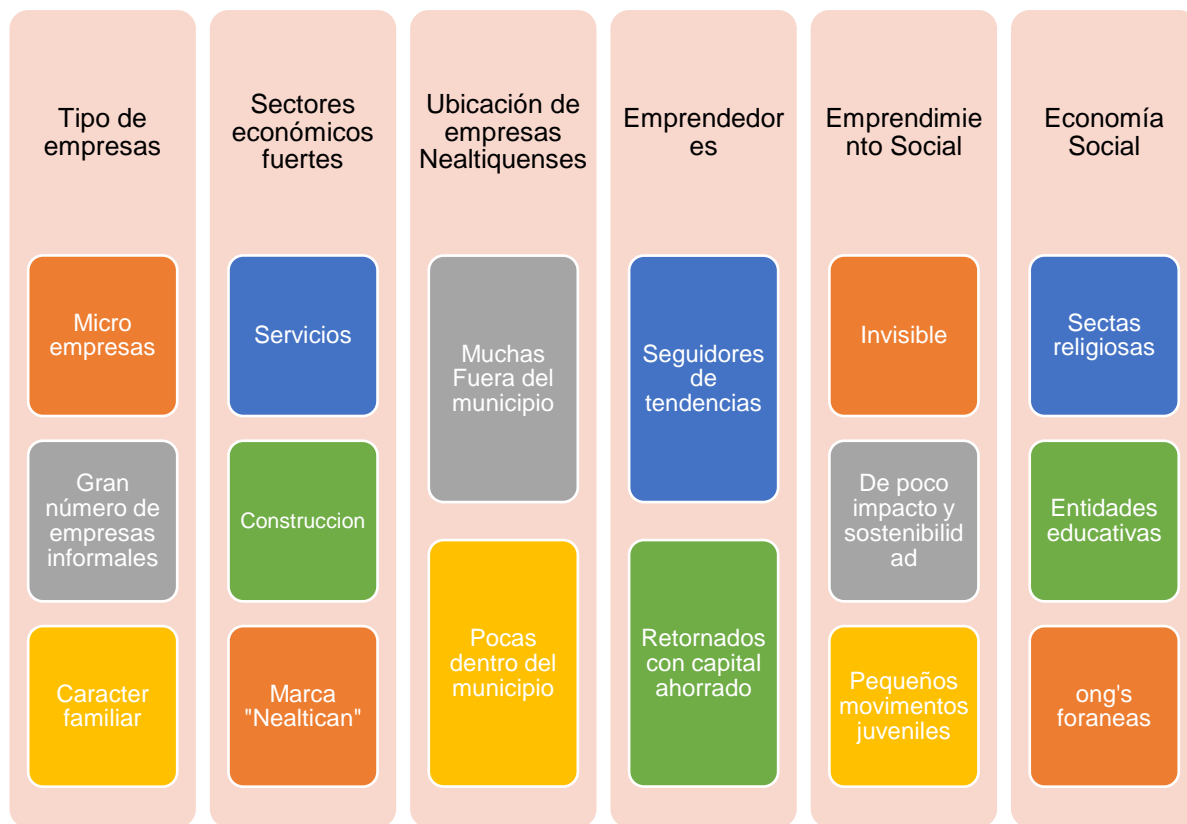 Tipo de
empresas
Micro
empresas
Gran
número de
empresas
informales
Caracter
familiar
Sectores
económicos
fuertes
Servicios
Construccion
Marca
"Nealtican"
Ubicación de
empresas
Nealtiquenses
Muchas
Fuera del
municipio
Pocas
dentro del
municipio
Emprendedor
es
Seguidores
de
tendencias
Retornados
con capital
ahorrado
Emprendimie
nto Social
Invisible
De poco
impacto y
sostenibilid
ad
Pequeños
movimentos
juveniles
Economía
Social
Sectas
religiosas
Entidades
educativas
ong's
foraneas